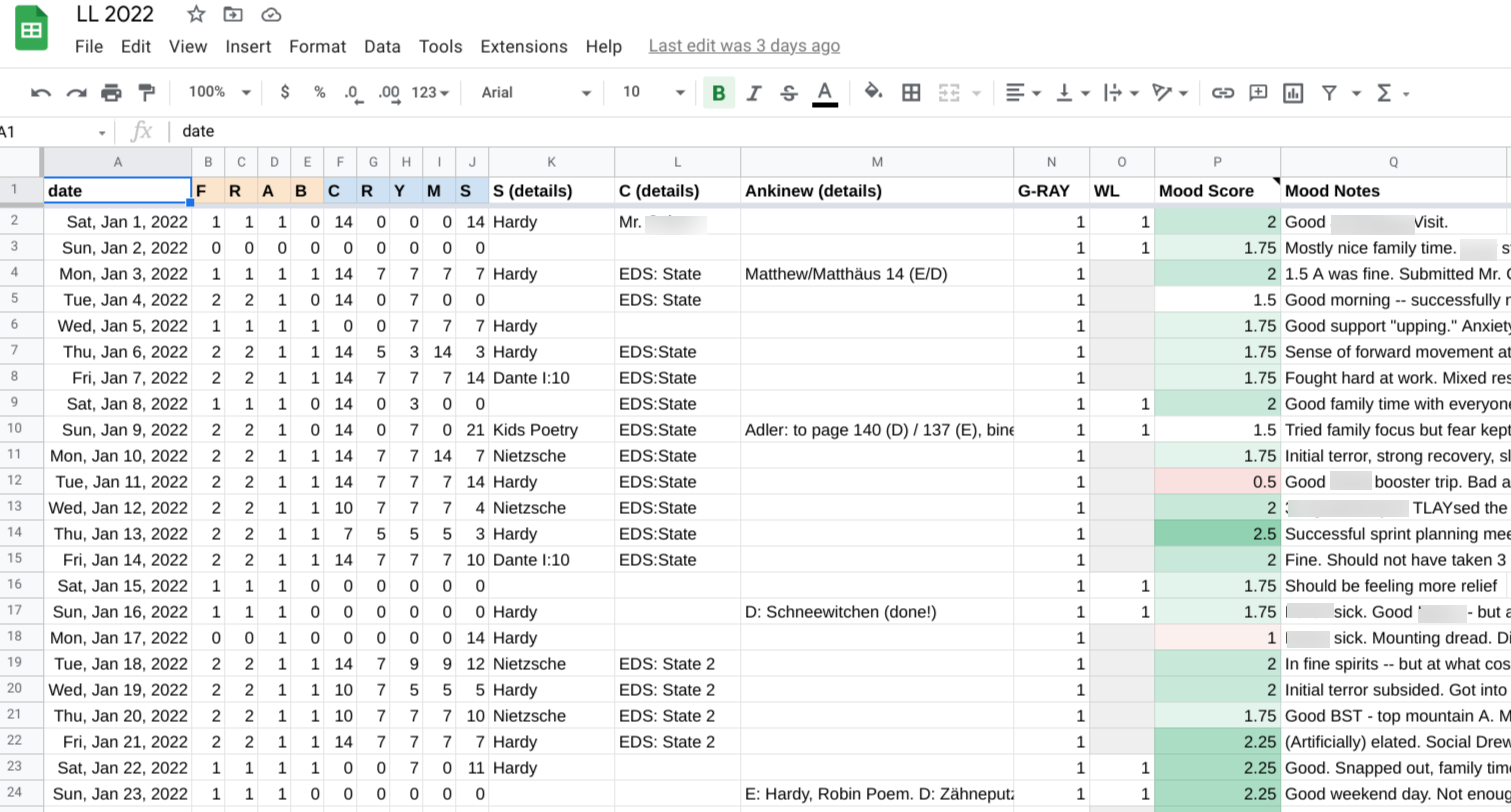 LL 2022
File Edit View Insert Format Data Tools Extensions Help Last edit was 3 days ago
100% $ % .0 .00 123 Arial 10 B I S A Σ
A1 fx date
A B C D E F G H I J K L M N O P Q
1 date F R A B C R Y M S S (details) C (details) Ankinew (details) G-RAY WL Mood Score Mood Notes
2 Sat, Jan 1, 2022 1 1 1 0 14 0 0 0 14 Hardy Mr. 1 1 2 Good Visit.
3 Sun, Jan 2, 2022 0 0 0 0 0 0 0 0 0 1 1 1.75 Mostly nice family time. s
4 Mon, Jan 3, 2022 1 1 1 1 14 7 7 7 7 Hardy EDS: State Matthew/Matthäus 14 (E/D) 1 2 1.5 A was fine. Submitted Mr.
5 Tue, Jan 4, 2022 2 2 1 0 14 0 7 0 0 EDS: State 1 1.5 Good morning -- successfully
6 Wed, Jan 5, 2022 1 1 1 1 0 0 7 7 7 Hardy 1 1.75 Good support "upping." Anxiety
7 Thu, Jan 6, 2022 2 2 1 1 14 5 3 14 3 Hardy EDS:State 1 1.75 Sense of forward movement at
8 Fri, Jan 7, 2022 2 2 1 1 14 7 7 7 14 Dante I:10 EDS:State 1 1.75 Fought hard at work. Mixed res
9 Sat, Jan 8, 2022 1 1 1 0 14 0 3 0 0 EDS:State 1 1 2 Good family time with everyone
10 Sun, Jan 9, 2022 2 2 1 0 14 0 7 0 21 Kids Poetry EDS:State Adler: to page 140 (D) / 137 (E), bine 1 1 1.5 Tried family focus but fear kept
11 Mon, Jan 10, 2022 2 2 1 1 14 7 7 14 7 Nietzsche EDS:State 1 1.75 Initial terror, strong recovery, sl
12 Tue, Jan 11, 2022 2 2 1 1 14 7 7 7 14 Hardy EDS:State 1 0.5 Good booster trip. Bad a
13 Wed, Jan 12, 2022 2 2 1 1 10 7 7 7 4 Nietzsche EDS:State 1 2 TLAYsed the
14 Thu, Jan 13, 2022 2 2 1 1 7 5 5 5 3 Hardy EDS:State 1 2.5 Successful sprint planning mee
15 Fri, Jan 14, 2022 2 2 1 1 14 7 7 7 10 Dante I:10 EDS:State 1 2 Fine. Should not have taken 3
16 Sat, Jan 15, 2022 1 1 1 0 0 0 0 0 0 1 1 1.75 Should be feeling more relief
17 Sun, Jan 16, 2022 1 1 1 0 0 0 0 0 0 Hardy D: Schneewitchen (done!) 1 1 1.75 sick. Good - but a
18 Mon, Jan 17, 2022 0 0 1 0 0 0 0 0 14 Hardy 1 1 sick. Mounting dread. Di
19 Tue, Jan 18, 2022 2 2 1 1 14 7 9 9 12 Nietzsche EDS: State 2 1 2 In fine spirits -- but at what cos
20 Wed, Jan 19, 2022 2 2 1 1 10 7 5 5 5 Hardy EDS: State 2 1 2 Initial terror subsided. Got into
21 Thu, Jan 20, 2022 2 2 1 1 10 7 7 7 10 Nietzsche EDS: State 2 1 1.75 Good BST - top mountain A. M
22 Fri, Jan 21, 2022 2 2 1 1 14 7 7 7 7 Hardy EDS: State 2 1 2.25 (Artificially) elated. Social Drew
23 Sat, Jan 22, 2022 1 1 1 1 0 0 7 0 11 Hardy 1 1 2.25 Good. Snapped out, family time
24 Sun, Jan 23, 2022 1 1 1 0 0 0 0 0 0 E: Hardy, Robin Poem. D: Zähneputz 1 1 2.25 Good weekend day. Not enoug